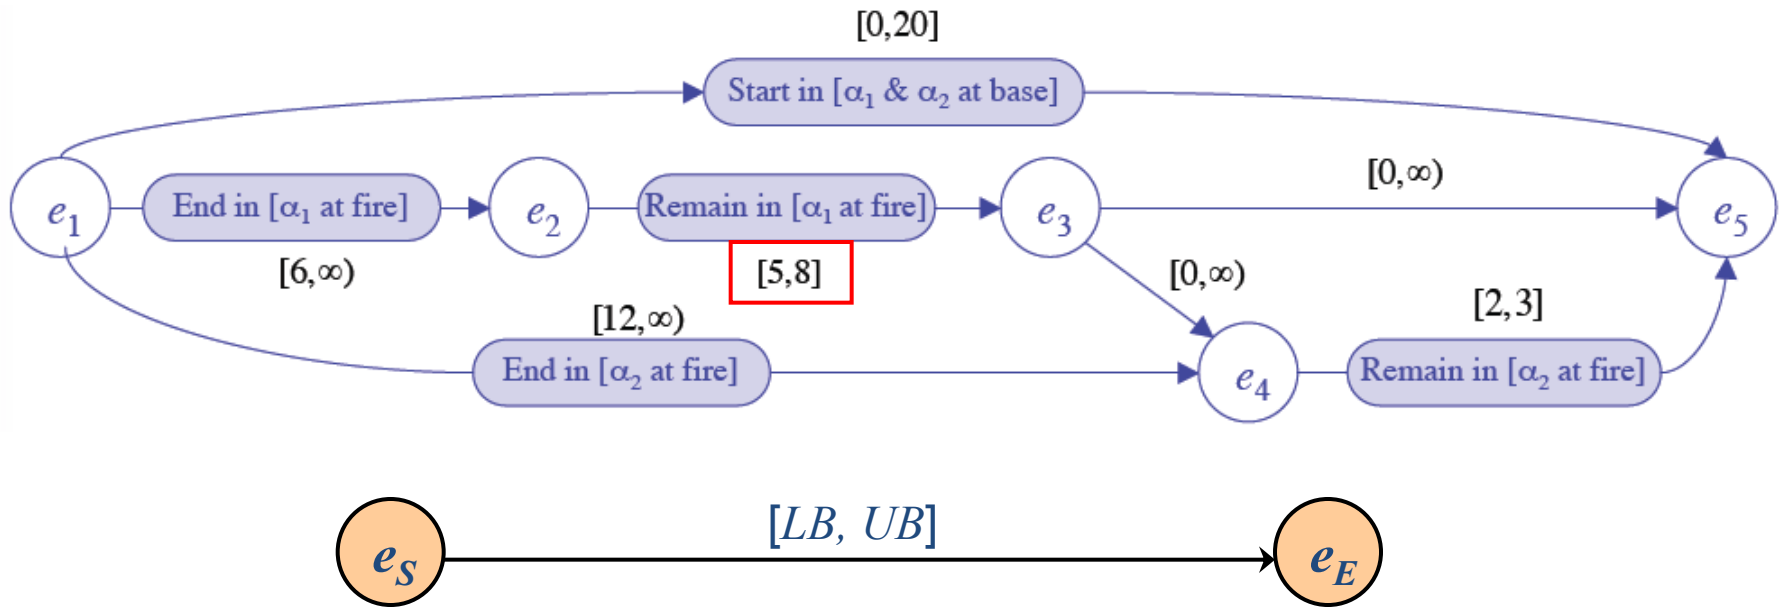 [0,20]
Start in [α₁ & α₂ at base]
[0,∞)
e₁
End in [α₁ at fire]
e₂
Remain in [α₁ at fire]
e₃
e₅
[6,∞)
[5,8]
[0,∞)
[12,∞)
[2,3]
End in [α₂ at fire]
e₄
Remain in [α₂ at fire]
[LB, UB]
e_S
e_E